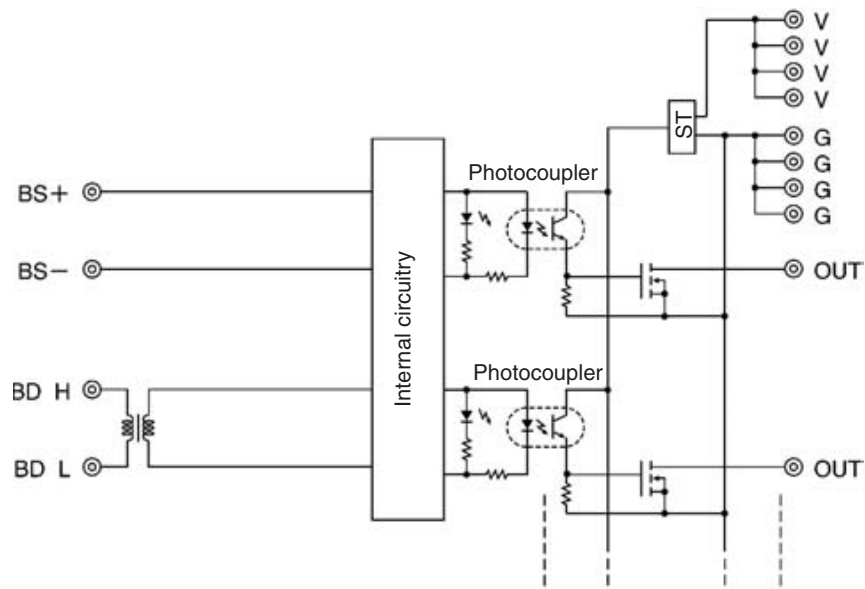 V
V
V
V
ST
G
G
G
G
Photocoupler
BS+
BS−
OUT
Internal circuitry
Photocoupler
BD H
BD L
OUT